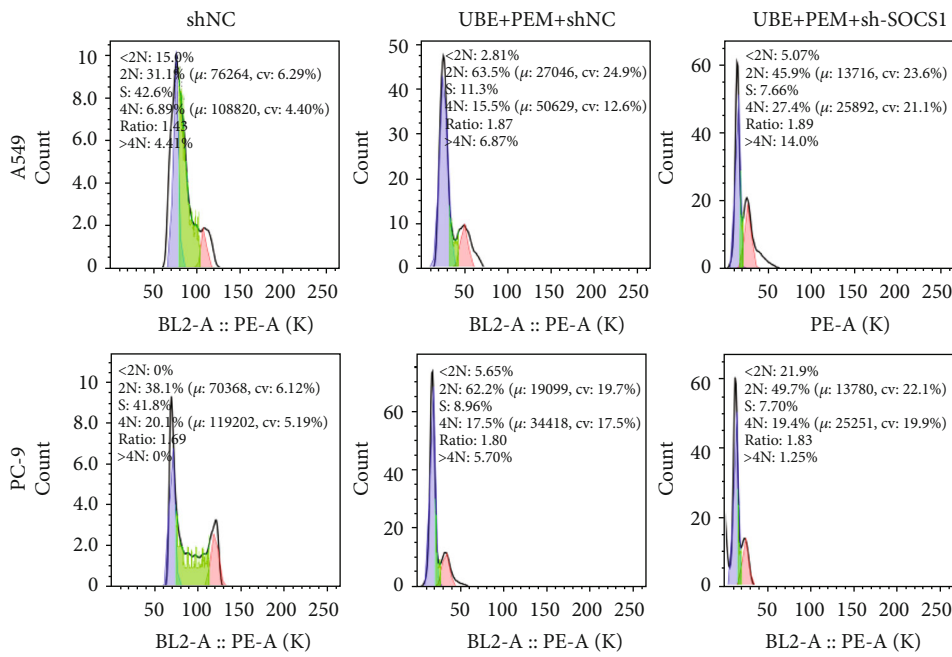 shNC
UBE+PEM+shNC
UBE+PEM+sh-SOCS1
A549
Count
10
8.0
6.0
4.0
2.0
0
<2N: 15.0%
2N: 31.1% (μ: 76264, cv: 6.29%)
S: 42.6%
4N: 6.89% (μ: 108820, cv: 4.40%)
Ratio: 1.43
>4N: 4.41%
50 100 150 200 250
BL2-A :: PE-A (K)
Count
50
40
30
20
10
0
<2N: 2.81%
2N: 63.5% (μ: 27046, cv: 24.9%)
S: 11.3%
4N: 15.5% (μ: 50629, cv: 12.6%)
Ratio: 1.87
>4N: 6.87%
50 100 150 200 250
BL2-A :: PE-A (K)
Count
60
40
20
0
<2N: 5.07%
2N: 45.9% (μ: 13716, cv: 23.6%)
S: 7.66%
4N: 27.4% (μ: 25892, cv: 21.1%)
Ratio: 1.89
>4N: 14.0%
50 100 150 200 250
PE-A (K)
PC-9
Count
10
8.0
6.0
4.0
2.0
0
<2N: 0%
2N: 38.1% (μ: 70368, cv: 6.12%)
S: 41.8%
4N: 20.1% (μ: 119202, cv: 5.19%)
Ratio: 1.69
>4N: 0%
50 100 150 200 250
BL2-A :: PE-A (K)
Count
60
40
20
0
<2N: 5.65%
2N: 62.2% (μ: 19099, cv: 19.7%)
S: 8.96%
4N: 17.5% (μ: 34418, cv: 17.5%)
Ratio: 1.80
>4N: 5.70%
50 100 150 200 250
BL2-A :: PE-A (K)
Count
60
40
20
0
<2N: 21.9%
2N: 49.7% (μ: 13780, cv: 22.1%)
S: 7.70%
4N: 19.4% (μ: 25251, cv: 19.9%)
Ratio: 1.83
>4N: 1.25%
50 100 150 200 250
BL2-A :: PE-A (K)